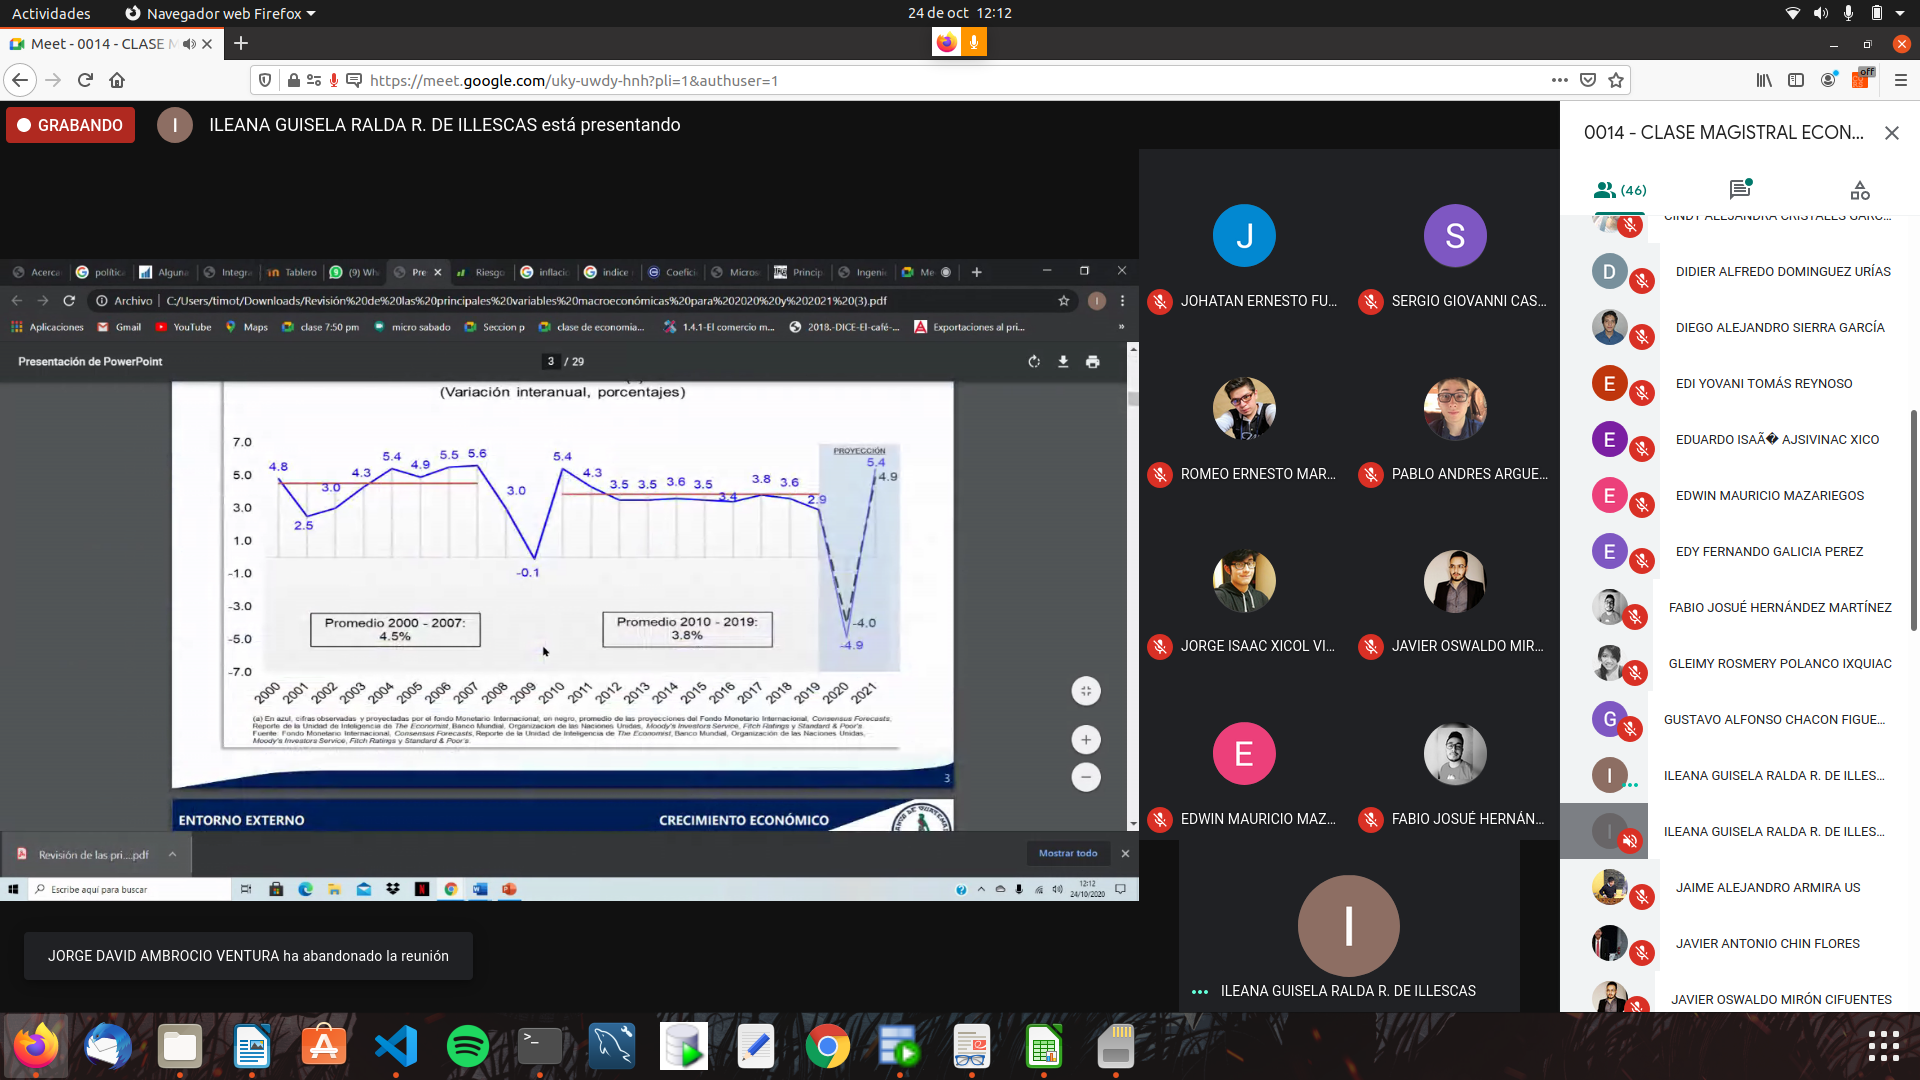 Actividades
Navegador web Firefox
24 de oct 12:12
Meet - 0014 - CLASE M
https://meet.google.com/uky-uwdy-hnh?pli=1&authuser=1
off
GRABANDO
I
ILEANA GUISELA RALDA R. DE ILLESCAS está presentando
Acerca
política
Alguna
Integra
Tablero
(9) Wh
Pre
Riesgo
inflació
indice
Coefici
Micros
Princip
Ingeni
Me
Archivo
C:/Users/timot/Downloads/Revisión%20de%20las%20principales%20variables%20macroeconómicas%20para%202020%20y%202021%20(3).pdf
I
Aplicaciones
Gmail
YouTube
Maps
clase 7:50 pm
micro sabado
Seccion p
clase de economia...
1.4.1-El comercio m...
2018.-DICE-El-café-...
Exportaciones al pri...
»
Presentación de PowerPoint
3 / 29
(Variación interanual, porcentajes)
7.0
5.0
3.0
1.0
-1.0
-3.0
-5.0
-7.0
4.8
2.5
3.0
4.3
5.4
4.9
5.5
5.6
3.0
-0.1
5.4
4.3
3.5
3.5
3.6
3.5
3.4
3.8
3.6
2.9
PROYECCIÓN
5.4
4.9
-4.0
-4.9
Promedio 2000 - 2007:
4.5%
Promedio 2010 - 2019:
3.8%
2000
2001
2002
2003
2004
2005
2006
2007
2008
2009
2010
2011
2012
2013
2014
2015
2016
2017
2018
2019
2020
2021
(a) En azul, cifras observadas y proyectadas por el fondo Monetario Internacional; en negro, promedio de las proyecciones del Fondo Monetario Internacional, Consensus Forecasts,
Reporte de la Unidad de Inteligencia de The Economist, Banco Mundial, Organización de las Naciones Unidas, Moody's Investors Service, Fitch Ratings y Standard & Poor's.
Fuente: Fondo Monetario Internacional, Consensus Forecasts, Reporte de la Unidad de Inteligencia de The Economist, Banco Mundial, Organización de las Naciones Unidas,
Moody's Investors Service, Fitch Ratings y Standard & Poor's.
3
ENTORNO EXTERNO
CRECIMIENTO ECONÓMICO
Revisión de las pri....pdf
Mostrar todo
Escribe aquí para buscar
12:12
24/10/2020
JORGE DAVID AMBROCIO VENTURA ha abandonado la reunión
J
JOHATAN ERNESTO FU...
S
SERGIO GIOVANNI CAS...
ROMEO ERNESTO MAR...
PABLO ANDRES ARGUE...
JORGE ISAAC XICOL VI...
JAVIER OSWALDO MIR...
E
EDWIN MAURICIO MAZ...
FABIO JOSUÉ HERNÁN...
I
ILEANA GUISELA RALDA R. DE ILLESCAS
0014 - CLASE MAGISTRAL ECON...
(46)
CINDY ALEJANDRA CRISTALES GARC...
D
DIDIER ALFREDO DOMINGUEZ URÍAS
DIEGO ALEJANDRO SIERRA GARCÍA
E
EDI YOVANI TOMÁS REYNOSO
E
EDUARDO ISAÃ� AJSIVINAC XICO
E
EDWIN MAURICIO MAZARIEGOS
E
EDY FERNANDO GALICIA PEREZ
FABIO JOSUÉ HERNÁNDEZ MARTÍNEZ
GLEIMY ROSMERY POLANCO IXQUIAC
G
GUSTAVO ALFONSO CHACON FIGUE...
I
ILEANA GUISELA RALDA R. DE ILLES...
I
ILEANA GUISELA RALDA R. DE ILLES...
JAIME ALEJANDRO ARMIRA US
JAVIER ANTONIO CHIN FLORES
JAVIER OSWALDO MIRÓN CIFUENTES